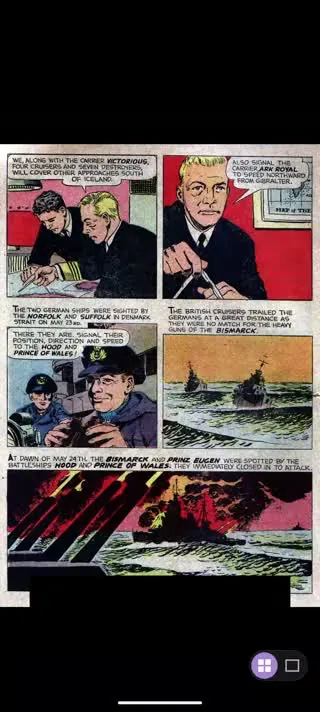 WE, ALONG WITH THE CARRIER VICTORIOUS,
FOUR CRUISERS AND SEVEN DESTROYERS,
WILL COVER OTHER APPROACHES SOUTH
OF ICELAND.
ALSO SIGNAL THE
CARRIER ARK ROYAL
TO SPEED NORTHWARD
FROM GIBRALTER.
MAP OF THE
THE TWO GERMAN SHIPS WERE SIGHTED BY
THE NORFOLK AND SUFFOLK IN DENMARK
STRAIT ON MAY 23RD.
THE BRITISH CRUISERS TRAILED THE
GERMANS AT A GREAT DISTANCE AS
THEY WERE NO MATCH FOR THE HEAVY
GUNS OF THE BISMARCK.
THERE THEY ARE. SIGNAL THEIR
POSITION, DIRECTION AND SPEED
TO THE HOOD AND
PRINCE OF WALES!
AT DAWN OF MAY 24TH, THE BISMARCK AND PRINZ EUGEN WERE SPOTTED BY THE
BATTLESHIPS HOOD AND PRINCE OF WALES. THEY IMMEDIATELY CLOSED IN TO ATTACK.